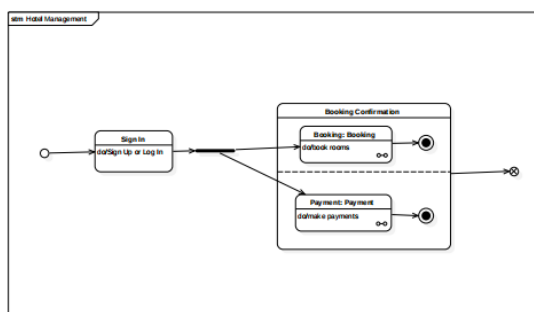 stm Hotel Management
Booking Confirmation
Sign In
do/Sign Up or Log In
Booking: Booking
do/book rooms
Payment: Payment
do/make payments